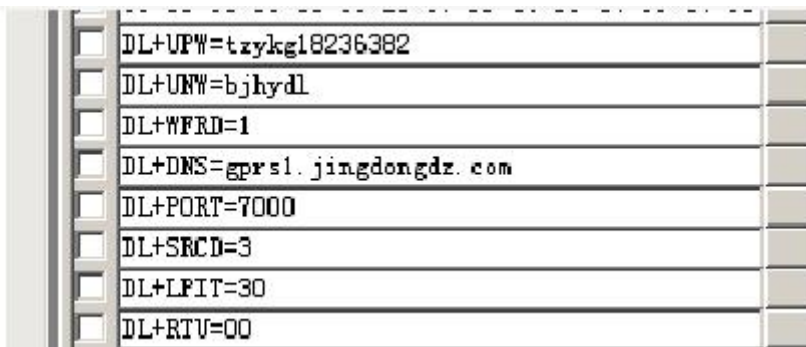 DL+UPW=tzykg18236382
DL+UNW=bjhydl
DL+WFRD=1
DL+DNS=gprs1.jingdongdz.com
DL+PORT=7000
DL+SRCD=3
DL+LPIT=30
DL+RTU=00